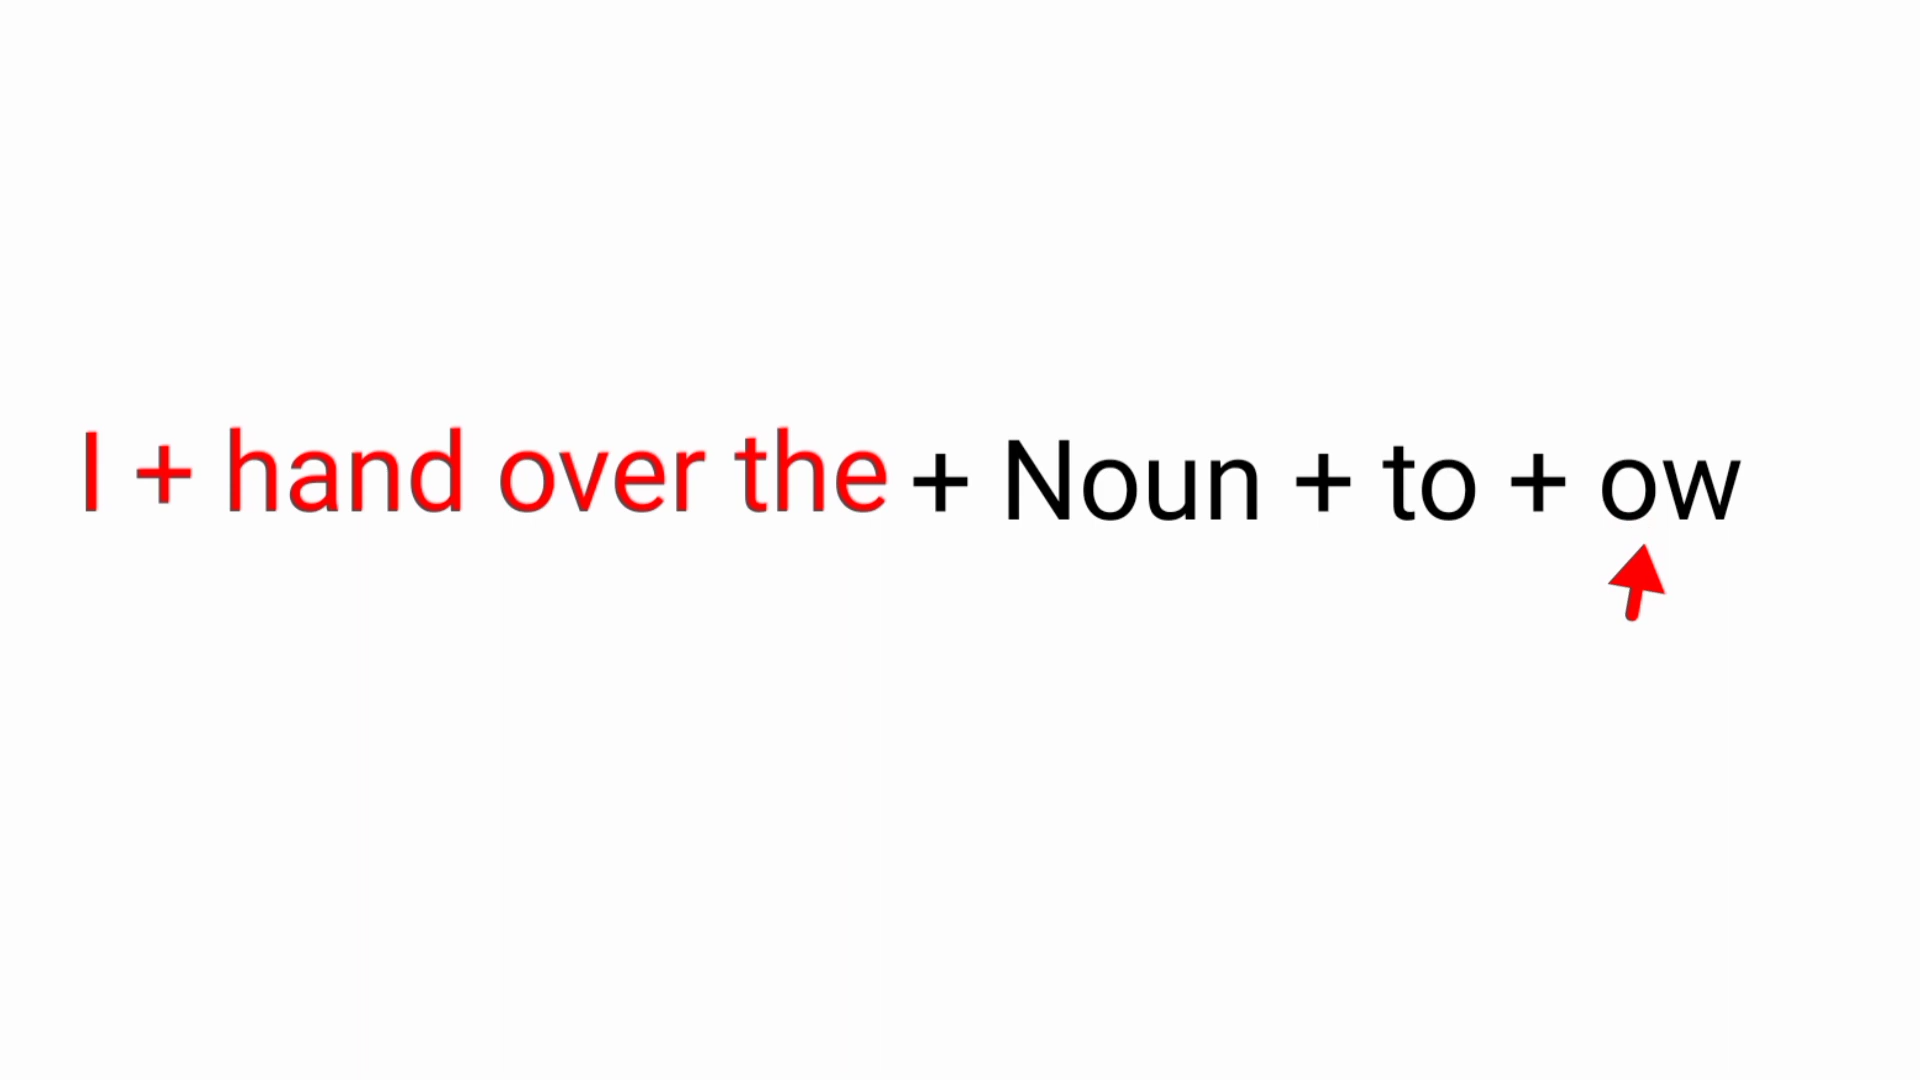 I + hand over the + Noun + to + ow